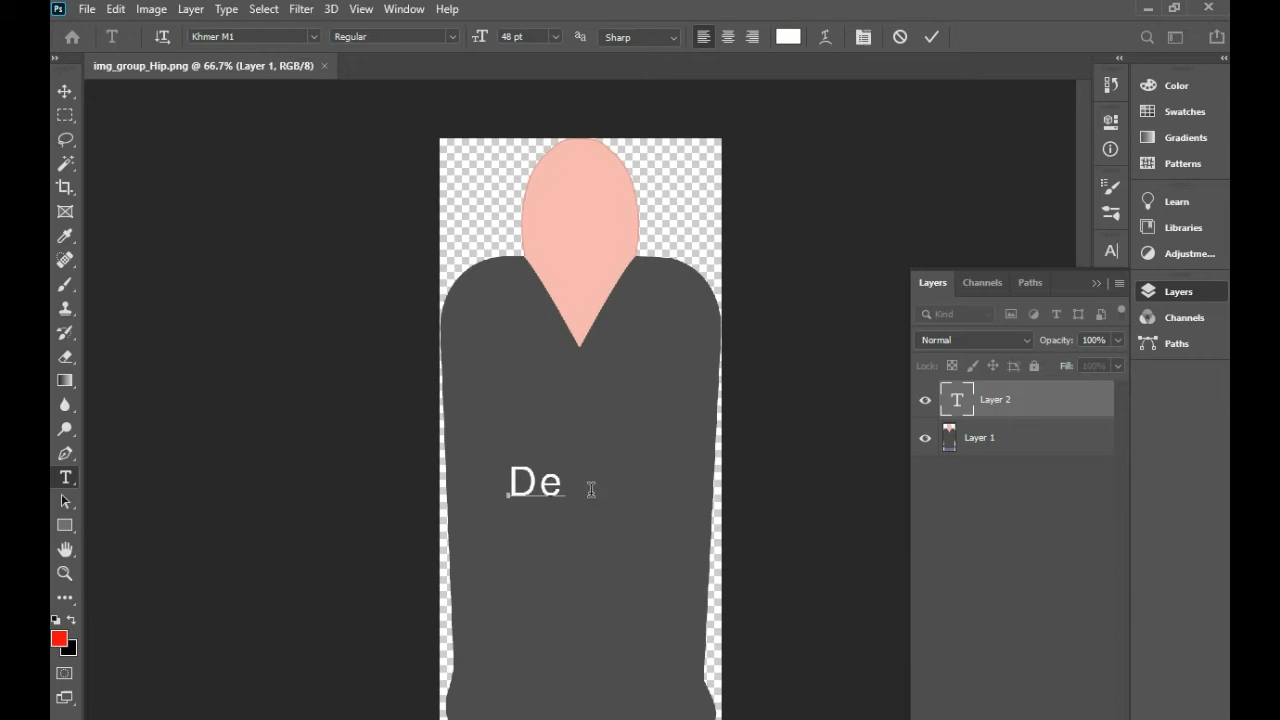 Ps File Edit Image Layer Type Select Filter 3D View Window Help
T Khmer M1 Regular 48 pt Sharp
img_group_Hip.png @ 66.7% (Layer 1, RGB/8)
De
Color
Swatches
Gradients
Patterns
Learn
Libraries
Adjustme...
Layers
Channels
Paths
Layers Channels Paths
Kind
Normal Opacity: 100%
Lock: Fill: 100%
T Layer 2
Layer 1